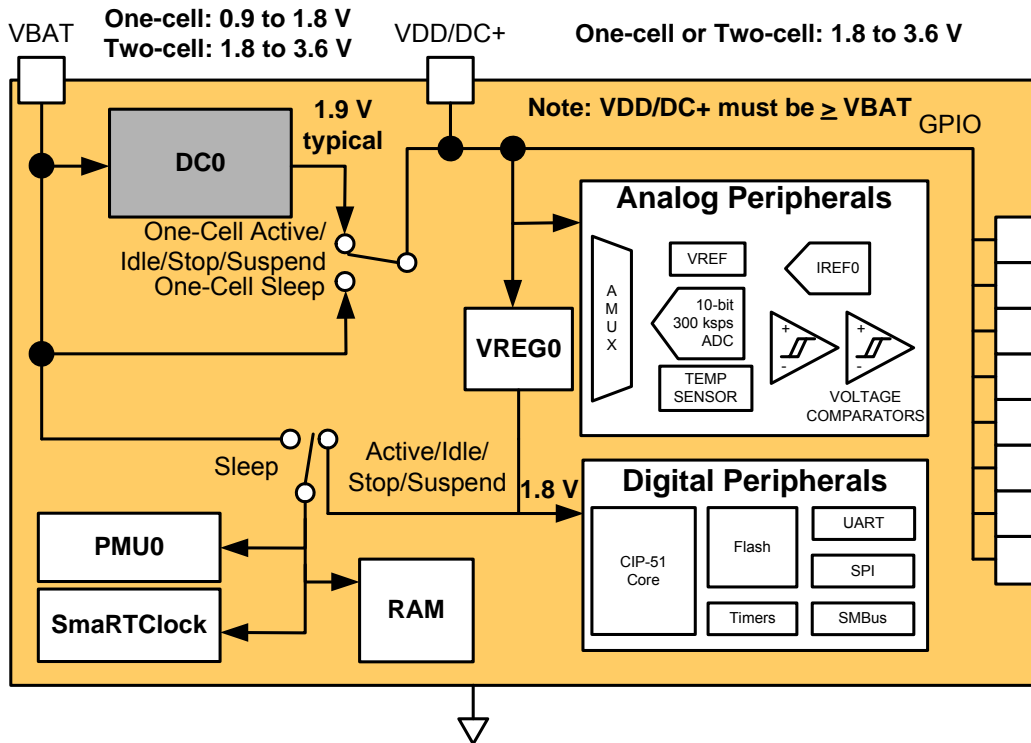 VBAT
One-cell: 0.9 to 1.8 V
Two-cell: 1.8 to 3.6 V
VDD/DC+
One-cell or Two-cell: 1.8 to 3.6 V
Note: VDD/DC+ must be ≥ VBAT
GPIO
1.9 V
typical
DC0
One-Cell Active/
Idle/Stop/Suspend
One-Cell Sleep
Analog Peripherals
AMUX
VREF
IREF0
10-bit
300 ksps
ADC
TEMP
SENSOR
+
-
+
-
VOLTAGE
COMPARATORS
VREG0
Sleep
Active/Idle/
Stop/Suspend
1.8 V
Digital Peripherals
CIP-51
Core
Flash
Timers
UART
SPI
SMBus
PMU0
SmaRTClock
RAM